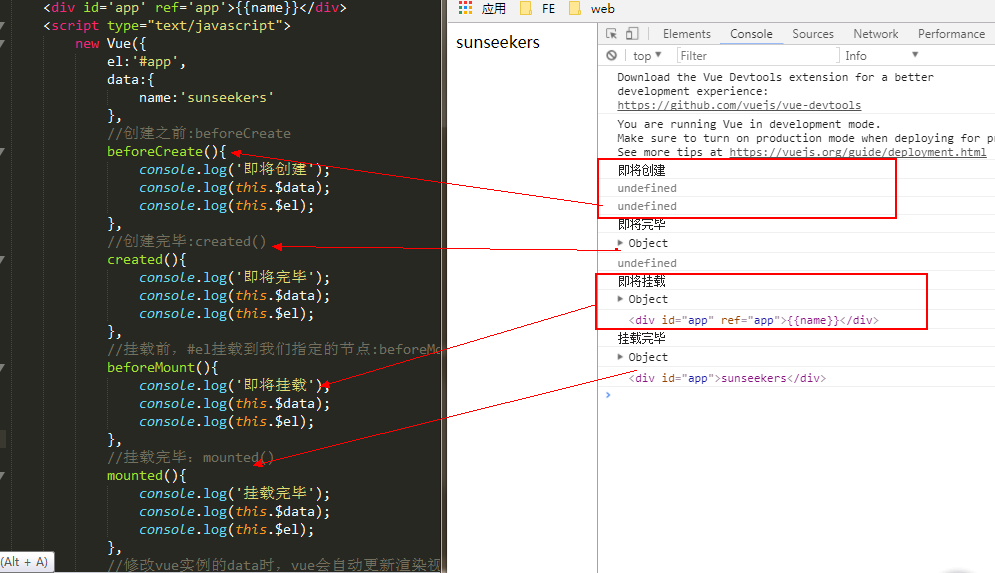 <div id='app' ref='app'>{{name}}</div>
<script type="text/javascript">
new Vue({
el:'#app',
data:{
name:'sunseekers'
},
//创建之前:beforeCreate
beforeCreate(){
console.log('即将创建');
console.log(this.$data);
console.log(this.$el);
},
//创建完毕:created()
created(){
console.log('即将完毕');
console.log(this.$data);
console.log(this.$el);
},
//挂载前，#el挂载到我们指定的节点:beforeMo
beforeMount(){
console.log('即将挂载');
console.log(this.$data);
console.log(this.$el);
},
//挂载完毕：mounted()
mounted(){
console.log('挂载完毕');
console.log(this.$data);
console.log(this.$el);
},
//修改vue实例的data时，vue会自动更新渲染视
(Alt + A)
应用 FE web
sunseekers
Elements Console Sources Network Performance
top Filter Info
Download the Vue Devtools extension for a better
development experience:
https://github.com/vuejs/vue-devtools
You are running Vue in development mode.
Make sure to turn on production mode when deploying for pr
See more tips at https://vuejs.org/guide/deployment.html
即将创建
undefined
undefined
即将完毕
Object
undefined
即将挂载
Object
<div id="app" ref="app">{{name}}</div>
挂载完毕
Object
<div id="app">sunseekers</div>